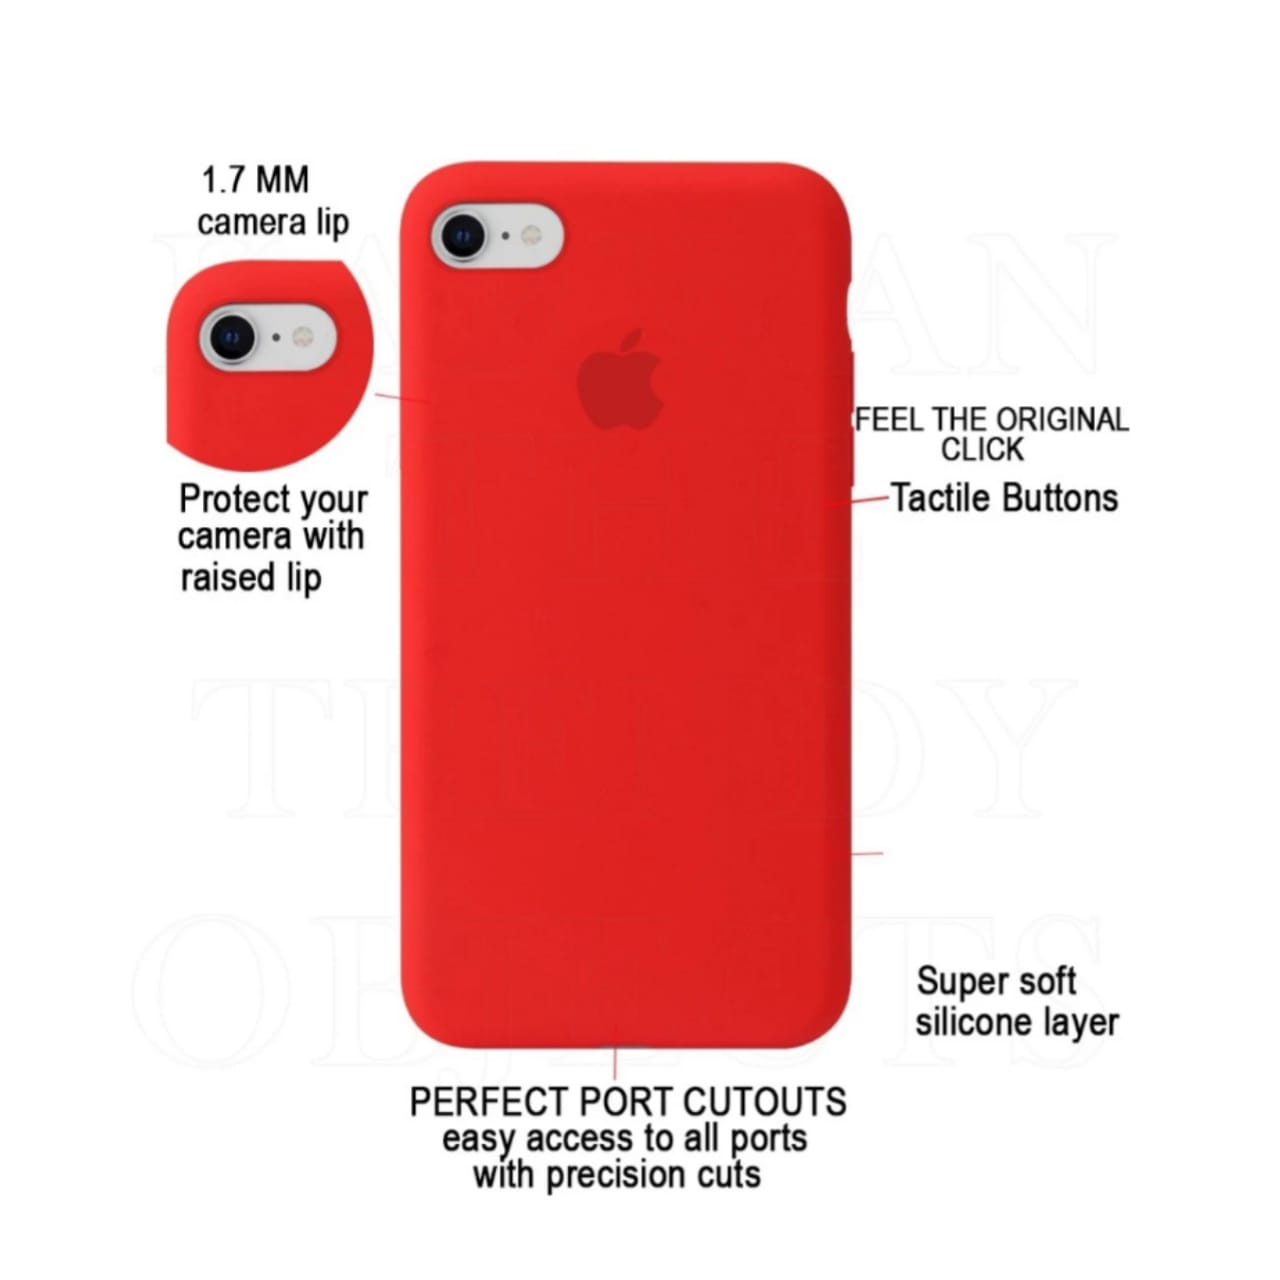 1.7 MM
camera lip
Protect your
camera with
raised lip
FEEL THE ORIGINAL
CLICK
Tactile Buttons
Super soft
silicone layer
PERFECT PORT CUTOUTS
easy access to all ports
with precision cuts
OBJECTS